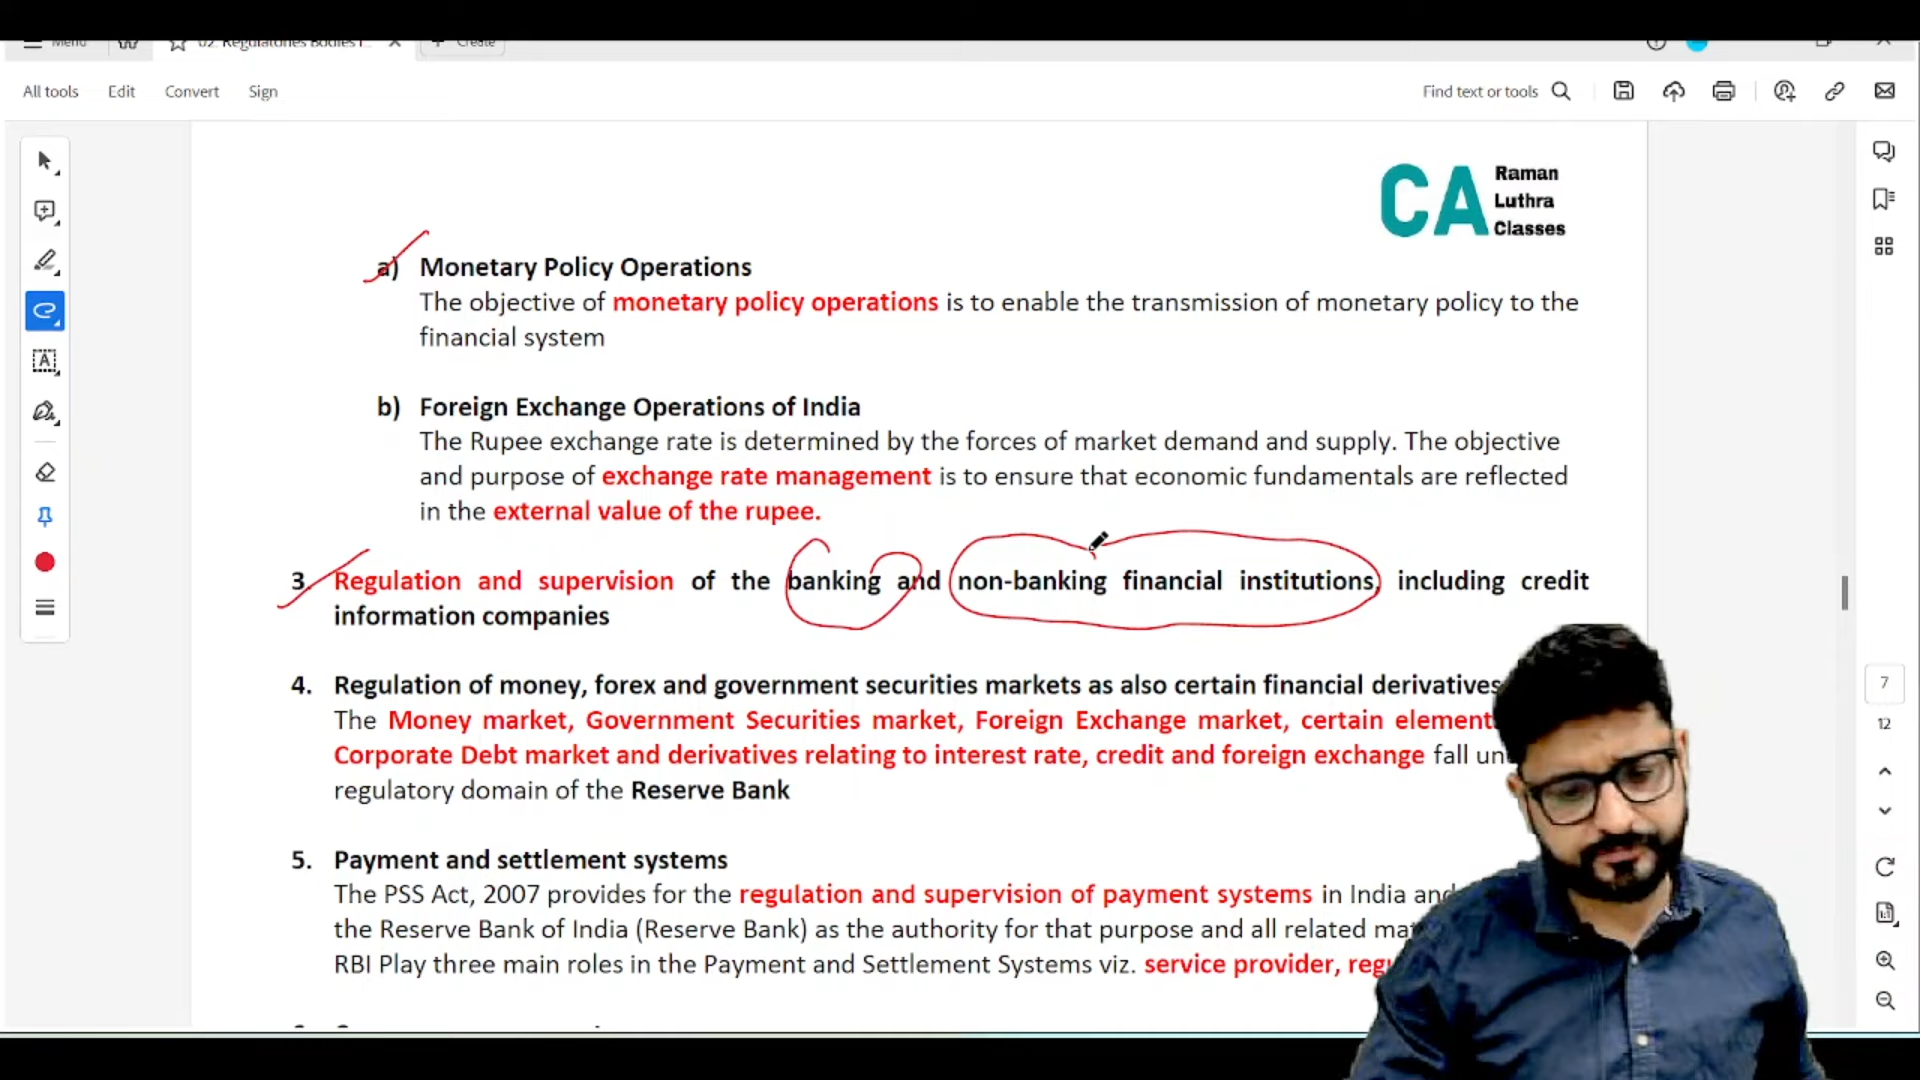 Menu
02. Regulatories Bodies
Create
All tools Edit Convert Sign
Find text or tools
CA Raman
Luthra
Classes
a) Monetary Policy Operations
The objective of monetary policy operations is to enable the transmission of monetary policy to the
financial system
b) Foreign Exchange Operations of India
The Rupee exchange rate is determined by the forces of market demand and supply. The objective
and purpose of exchange rate management is to ensure that economic fundamentals are reflected
in the external value of the rupee.
3. Regulation and supervision of the banking and non-banking financial institutions, including credit
information companies
4. Regulation of money, forex and government securities markets as also certain financial derivatives
The Money market, Government Securities market, Foreign Exchange market, certain element
Corporate Debt market and derivatives relating to interest rate, credit and foreign exchange fall un
regulatory domain of the Reserve Bank
5. Payment and settlement systems
The PSS Act, 2007 provides for the regulation and supervision of payment systems in India and
the Reserve Bank of India (Reserve Bank) as the authority for that purpose and all related mat
RBI Play three main roles in the Payment and Settlement Systems viz. service provider, reg
7
12